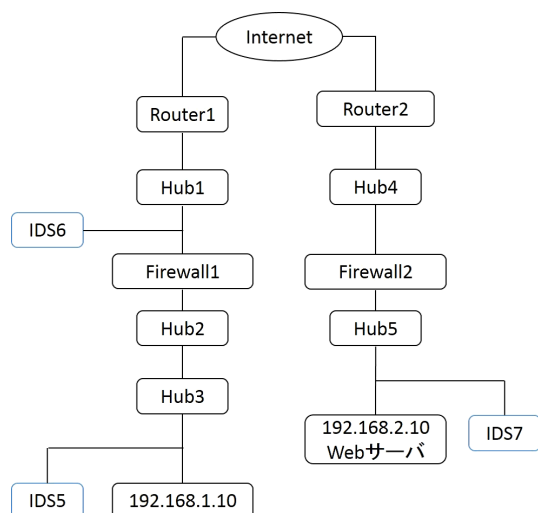 Internet
Router1
Router2
Hub1
Hub4
IDS6
Firewall1
Firewall2
Hub2
Hub5
Hub3
192.168.2.10
Webサーバ
IDS7
IDS5
192.168.1.10